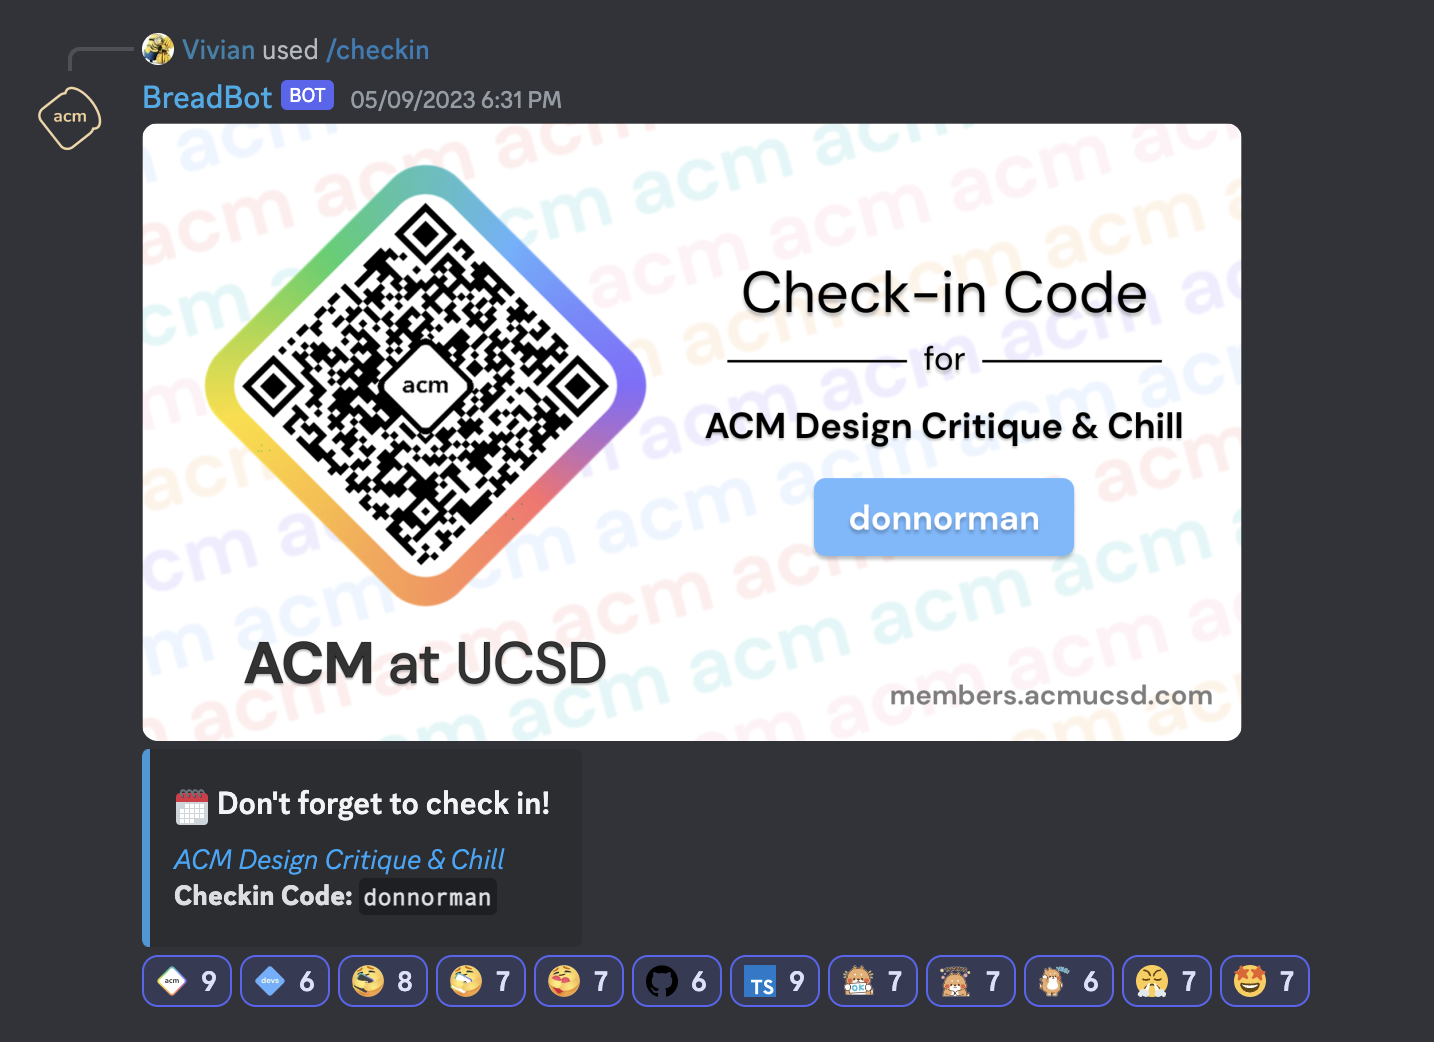 Vivian used /checkin
BreadBot BOT 05/09/2023 6:31 PM
acm
acm
Check-in Code
for
ACM Design Critique & Chill
donnorman
ACM at UCSD
members.acmucsd.com
Don't forget to check in!
ACM Design Critique & Chill
Checkin Code: donnorman
acm 9 devs 6 8 7 7 6 TS 9 OK 7 7 6 7 7